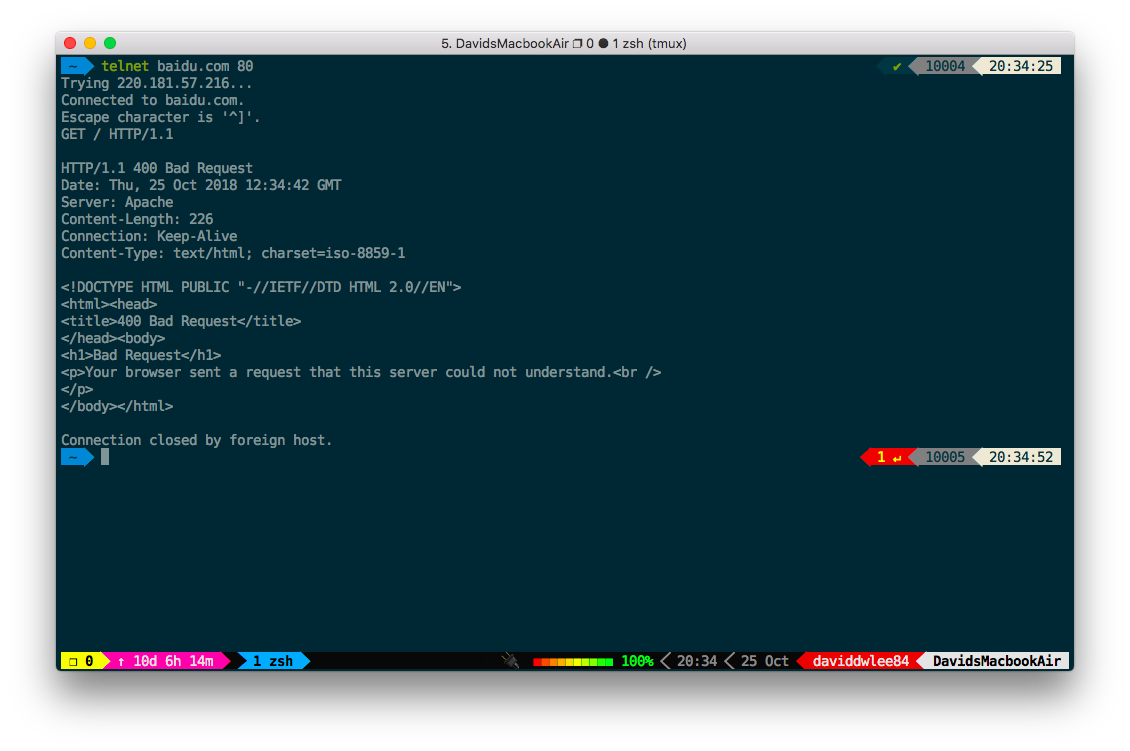 5. DavidsMacbookAir ❐ 0 ● 1 zsh (tmux)
~ telnet baidu.com 80 ✔ 10004 20:34:25
Trying 220.181.57.216...
Connected to baidu.com.
Escape character is '^]'.
GET / HTTP/1.1

HTTP/1.1 400 Bad Request
Date: Thu, 25 Oct 2018 12:34:42 GMT
Server: Apache
Content-Length: 226
Connection: Keep-Alive
Content-Type: text/html; charset=iso-8859-1

<!DOCTYPE HTML PUBLIC "-//IETF//DTD HTML 2.0//EN">
<html><head>
<title>400 Bad Request</title>
</head><body>
<h1>Bad Request</h1>
<p>Your browser sent a request that this server could not understand.<br />
</p>
</body></html>

Connection closed by foreign host.
~ 1 ↵ 10005 20:34:52
❐ 0 ↑ 10d 6h 14m 1 zsh 100% 20:34 25 Oct daviddwlee84 DavidsMacbookAir